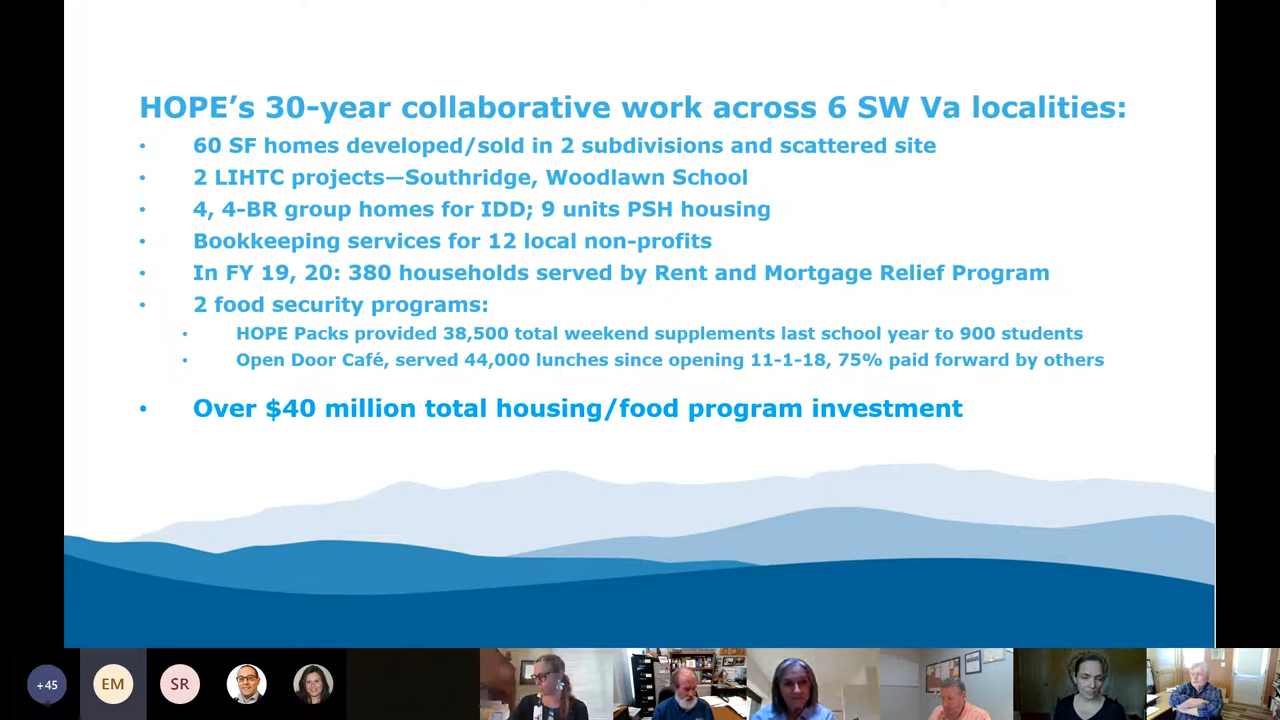 HOPE’s 30-year collaborative work across 6 SW Va localities:
• 60 SF homes developed/sold in 2 subdivisions and scattered site
• 2 LIHTC projects—Southridge, Woodlawn School
• 4, 4-BR group homes for IDD; 9 units PSH housing
• Bookkeeping services for 12 local non-profits
• In FY 19, 20: 380 households served by Rent and Mortgage Relief Program
• 2 food security programs:
• HOPE Packs provided 38,500 total weekend supplements last school year to 900 students
• Open Door Café, served 44,000 lunches since opening 11-1-18, 75% paid forward by others
• Over $40 million total housing/food program investment
+45 EM SR